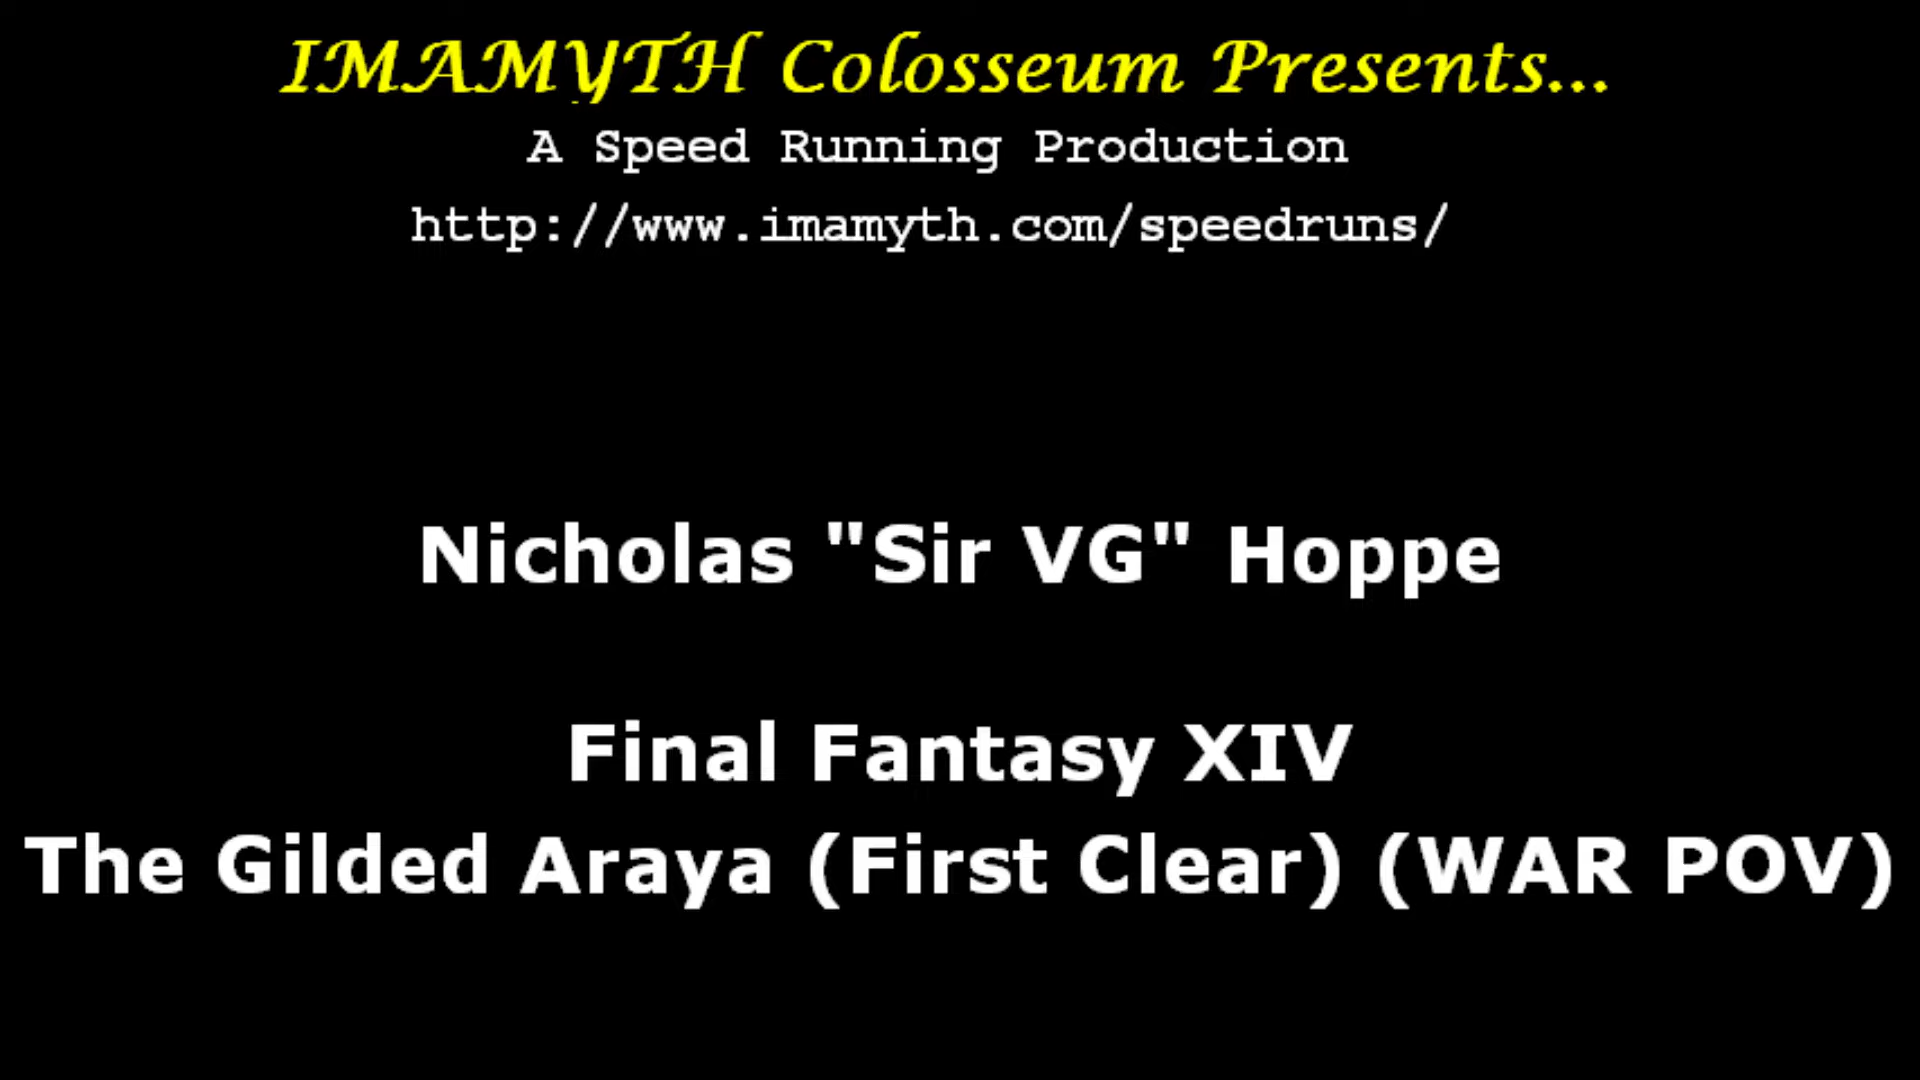 IMAMYTH Colosseum Presents...
A Speed Running Production
http://www.imamyth.com/speedruns/
Nicholas "Sir VG" Hoppe
Final Fantasy XIV
The Gilded Araya (First Clear) (WAR POV)